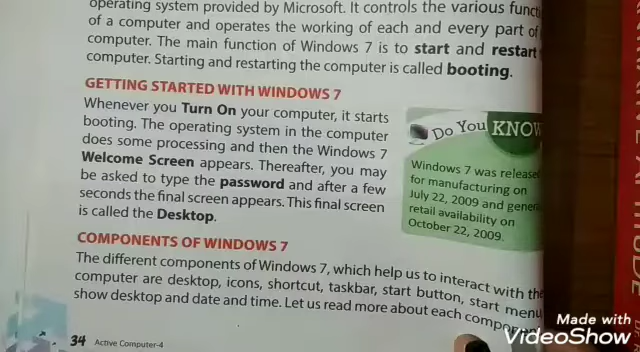 operating system provided by Microsoft. It controls the various
of a computer and operates the working of each and every part of
computer. The main function of Windows 7 is to start and restart
computer. Starting and restarting the computer is called booting.
GETTING STARTED WITH WINDOWS 7
Whenever you Turn On your computer, it starts
booting. The operating system in the computer
does some processing and then the Windows 7
Welcome Screen appears. Thereafter, you may
be asked to type the password and after a few
seconds the final screen appears. This final screen
is called the Desktop.
Do You KNOW
Windows 7 was released
for manufacturing on
July 22, 2009 and
retail availability on
October 22, 2009.
COMPONENTS OF WINDOWS 7
The different components of Windows 7, which help us to interact with the
computer are desktop, icons, shortcut, taskbar, start button, start menu
show desktop and date and time. Let us read more about each
34 Active Computer-4
Made with
VideoShow